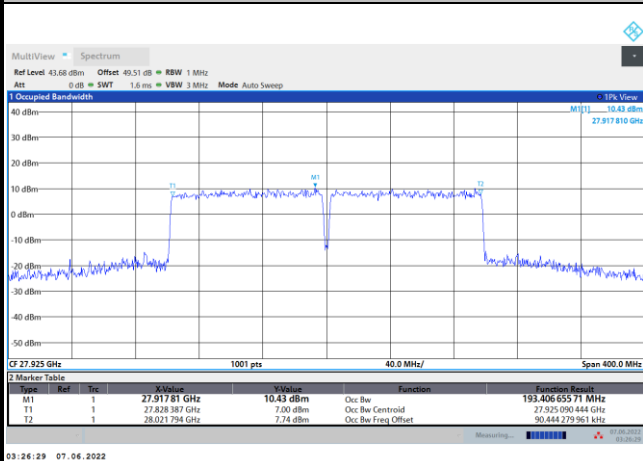 MultiView Spectrum
Ref Level 43.68 dBm Offset 49.51 dB RBW 1 MHz
Att 0 dB SWT 1.6 ms VBW 3 MHz Mode Auto Sweep
1 Occupied Bandwidth 1Pk View
M1[1] 10.43 dBm
27.917 810 GHz
40 dBm
30 dBm
20 dBm
10 dBm
0 dBm
-10 dBm
-20 dBm
-30 dBm
-40 dBm
-50 dBm
T1
M1
T2
CF 27.925 GHz 1001 pts 40.0 MHz/ Span 400.0 MHz
2 Marker Table
Type Ref Trc X-Value Y-Value Function Function Result
M1 1 27.917 81 GHz 10.43 dBm Occ Bw 193.406 655 71 MHz
T1 1 27.828 387 GHz 7.00 dBm Occ Bw Centroid 27.925 090 444 GHz
T2 1 28.021 794 GHz 7.74 dBm Occ Bw Freq Offset 90.444 279 961 kHz
Measuring... 07.06.2022
03:26:29
03:26:29 07.06.2022